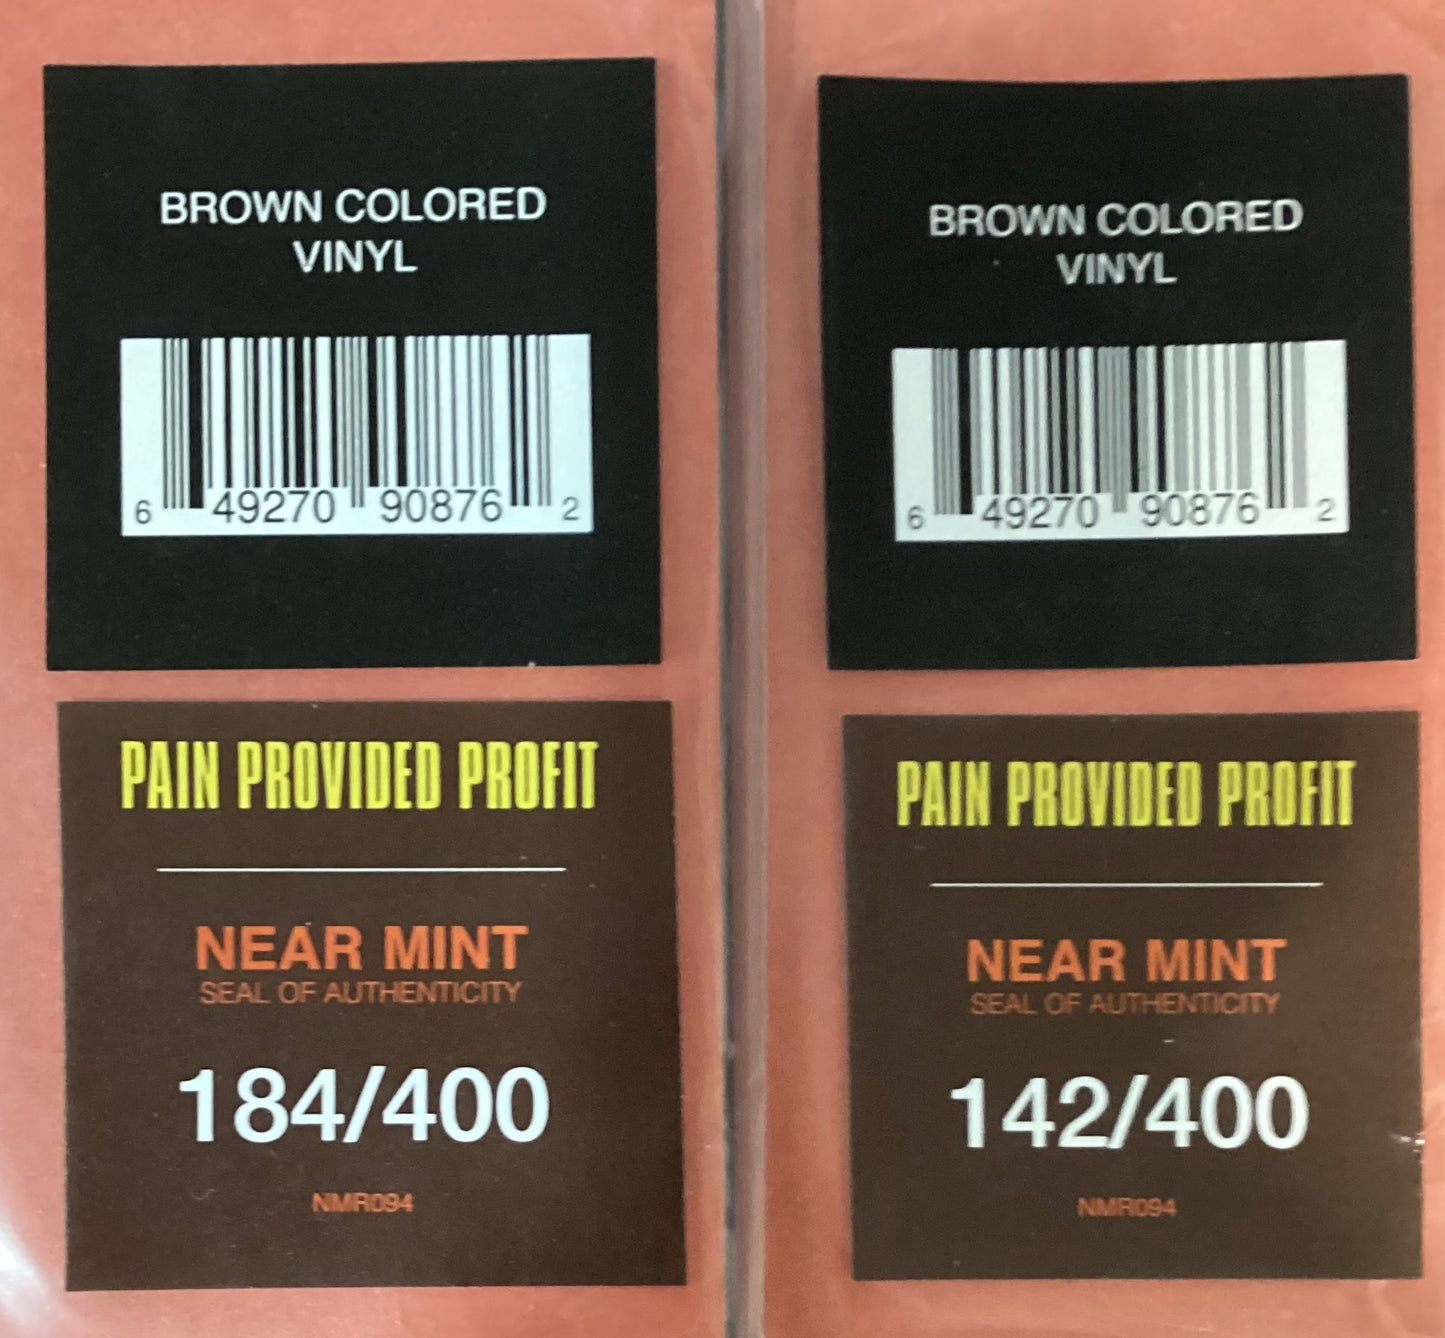 BROWN COLORED
VINYL
6 49270 90876 2
PAIN PROVIDED PROFIT
NEAR MINT
SEAL OF AUTHENTICITY
184/400
NMR094
BROWN COLORED
VINYL
6 49270 90876 2
PAIN PROVIDED PROFIT
NEAR MINT
SEAL OF AUTHENTICITY
142/400
NMR094